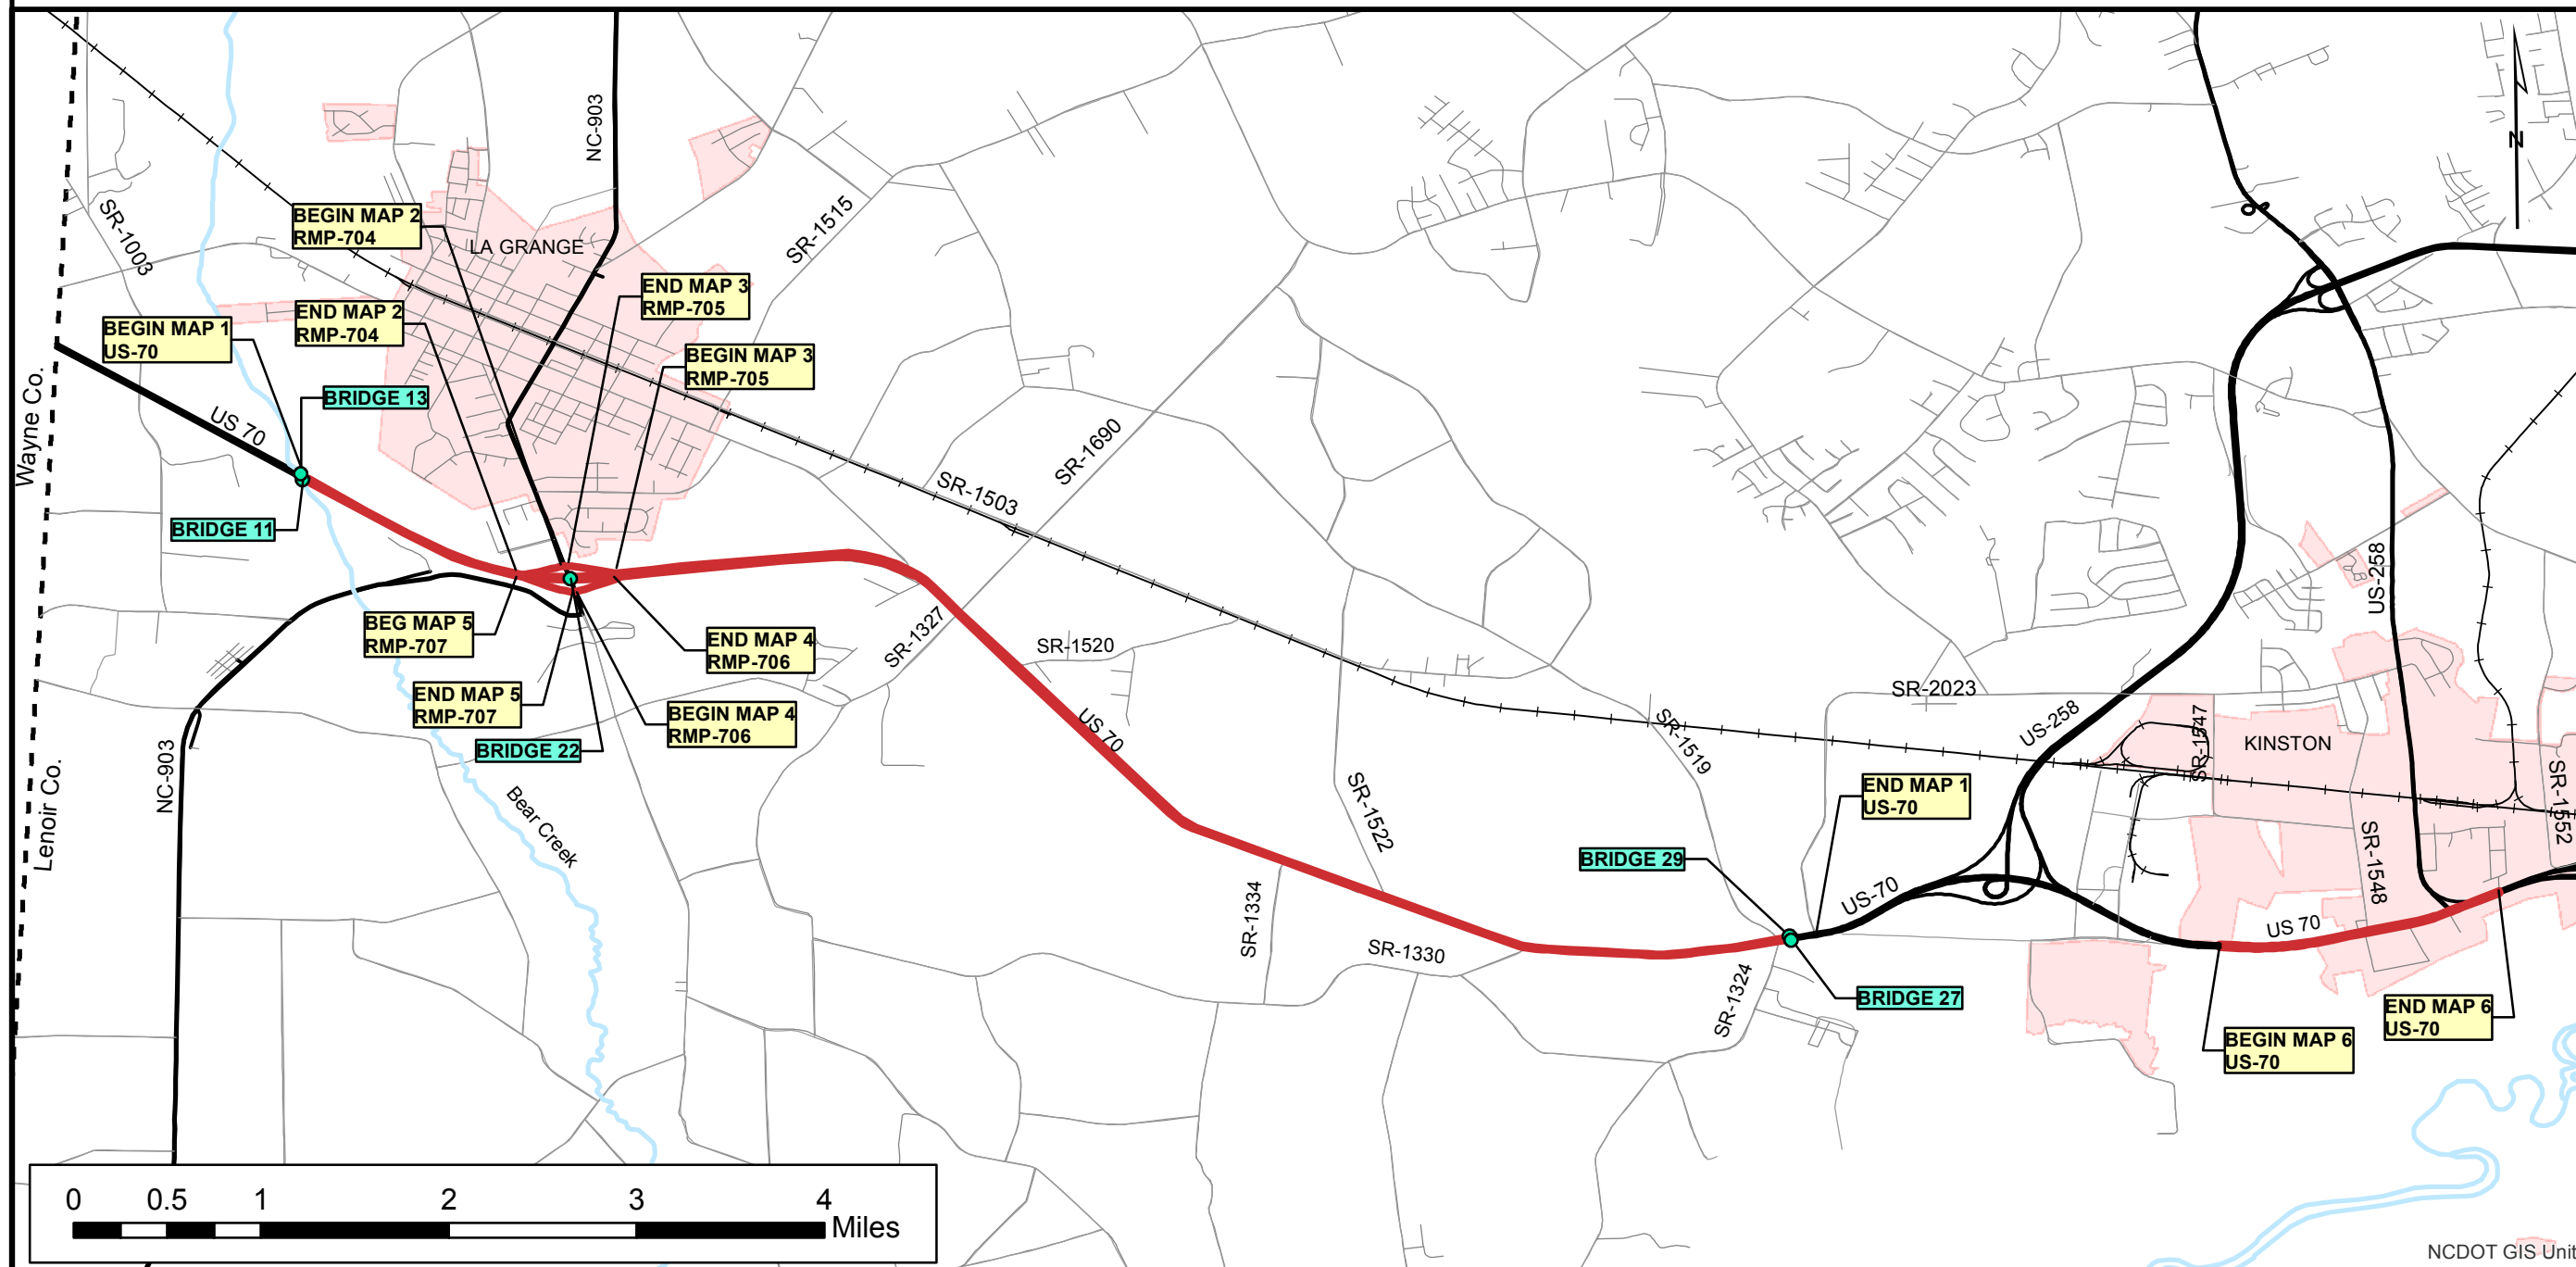 NC-903
N
SR-1003
BEGIN MAP 2
RMP-704
LA GRANGE
SR-1515
END MAP 3
RMP-705
END MAP 2
RMP-704
BEGIN MAP 1
US-70
BEGIN MAP 3
RMP-705
BRIDGE 13
Wayne Co.
US 70
SR-1690
SR-1503
BRIDGE 11
US-258
BEG MAP 5
RMP-707
END MAP 4
RMP-706
SR-1327
SR-1520
END MAP 5
RMP-707
BEGIN MAP 4
RMP-706
BRIDGE 22
US 70
SR-2023
SR-1519
US-258
SR-1547
KINSTON
NC-903
Lenoir Co.
Bear Creek
SR-1522
END MAP 1
US-70
SR-1552
SR-1548
BRIDGE 29
US-70
SR-1334
SR-1330
US 70
SR-1324
BRIDGE 27
END MAP 6
US-70
BEGIN MAP 6
US-70
0 0.5 1 2 3 4
Miles
NCDOT GIS Unit